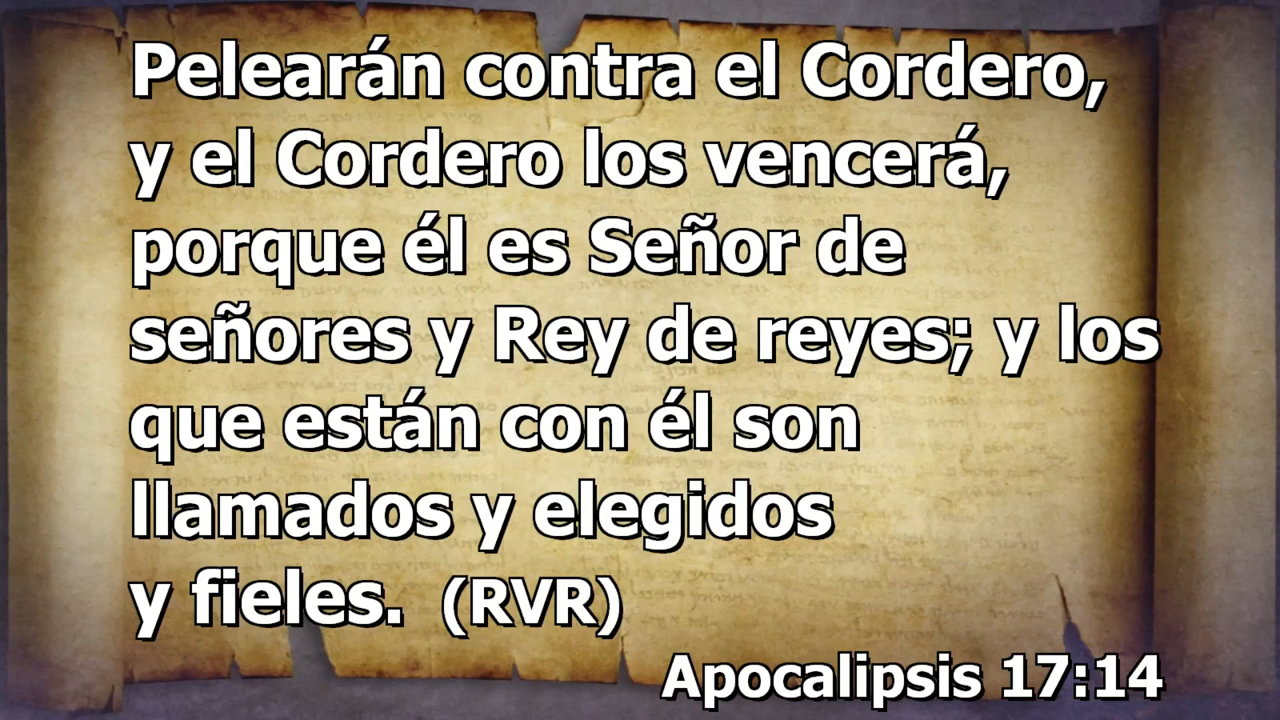 Pelearán contra el Cordero,
y el Cordero los vencerá,
porque él es Señor de
señores y Rey de reyes; y los
que están con él son
llamados y elegidos
y fieles. (RVR)
Apocalipsis 17:14